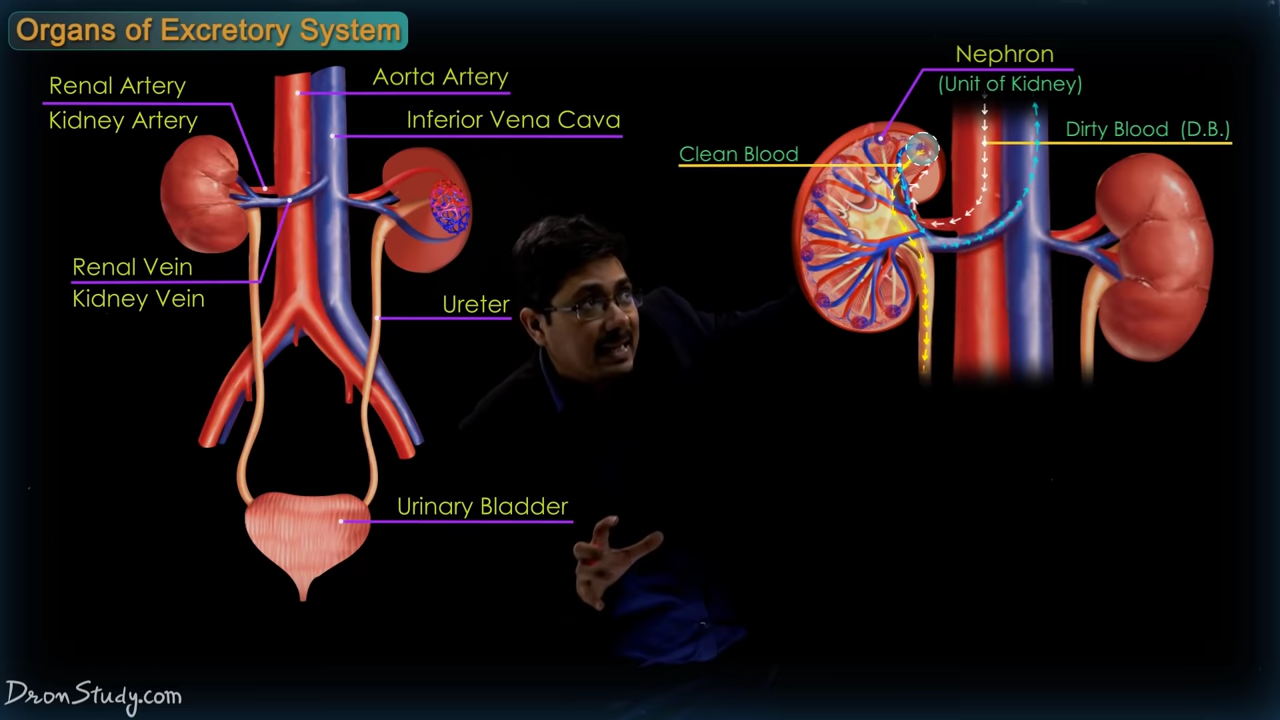 Organs of Excretory System
Renal Artery
Kidney Artery
Aorta Artery
Inferior Vena Cava
Renal Vein
Kidney Vein
Ureter
Urinary Bladder
Nephron
(Unit of Kidney)
Dirty Blood (D.B.)
Clean Blood
DronStudy.com